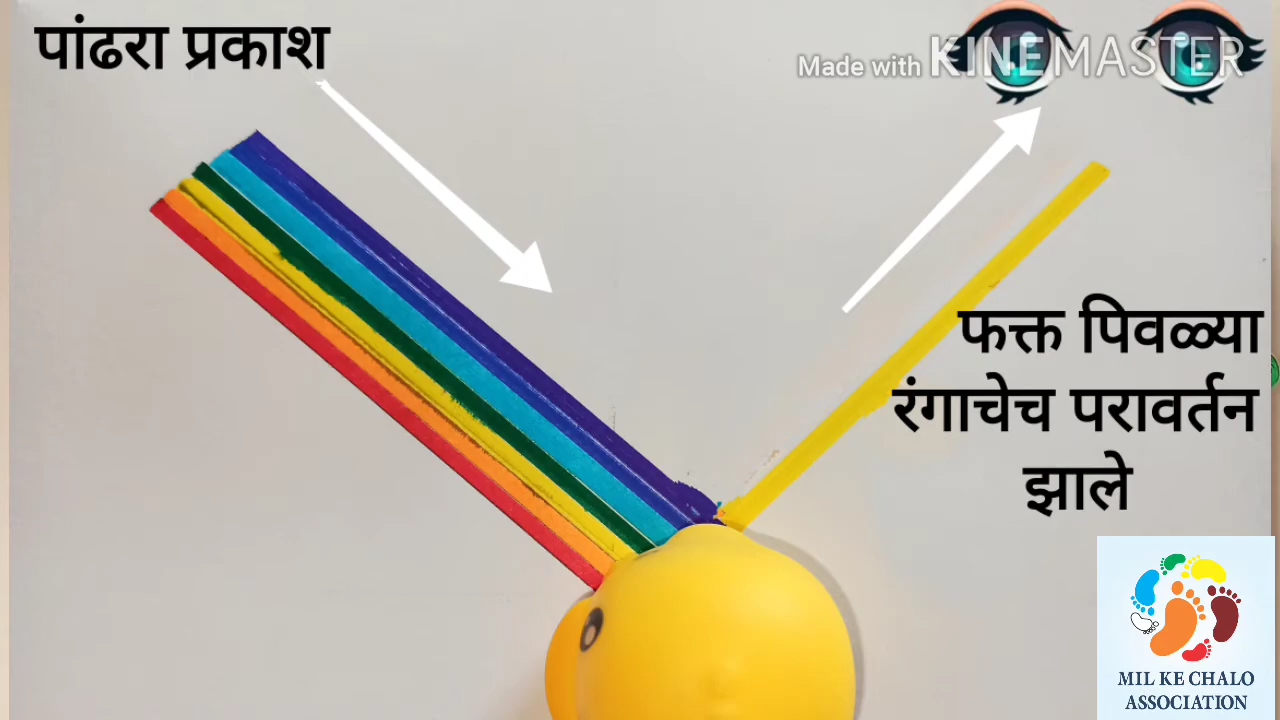 पांढरा प्रकाश
Made with KINEMASTER
फक्त पिवळ्या
रंगाचेच परावर्तन
झाले
MIL KE CHALO
ASSOCIATION